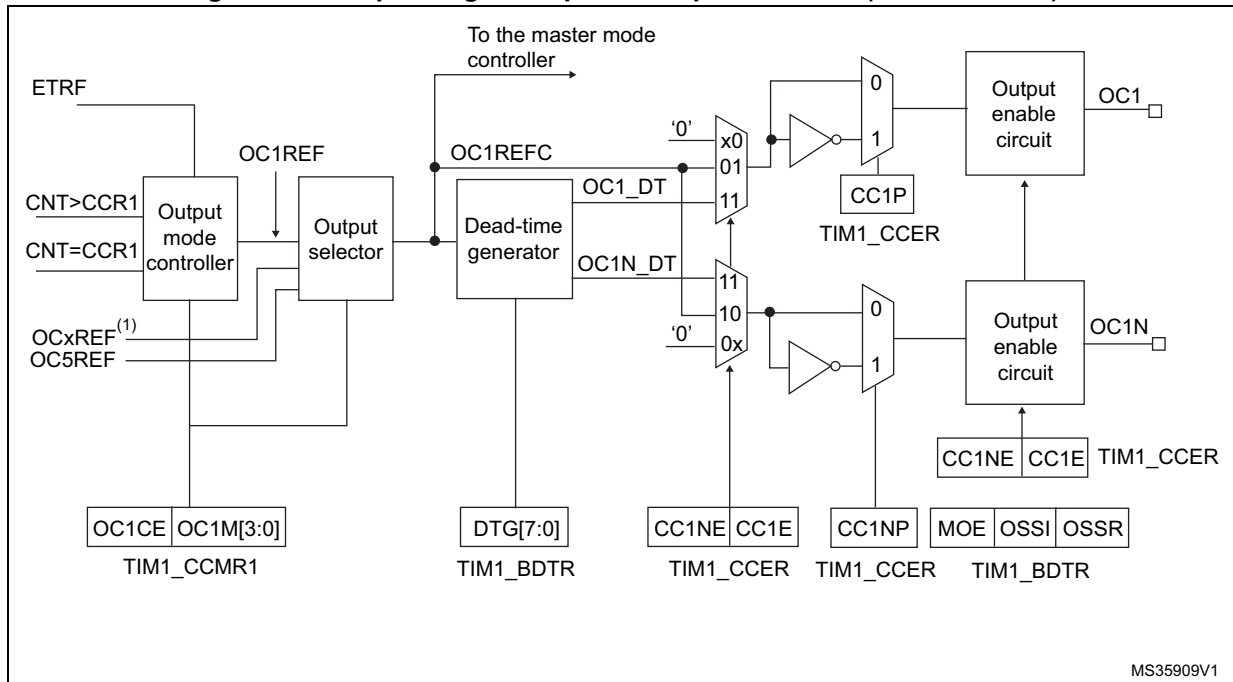 To the master mode
controller
ETRF
OC1REF
CNT>CCR1
CNT=CCR1
Output
mode
controller
Output
selector
OCxREF(1)
OC5REF
OC1REFC
Dead-time
generator
OC1_DT
OC1N_DT
'0'
x0
01
11
11
10
'0'
0x
0
1
CC1P
TIM1_CCER
0
1
Output
enable
circuit
OC1
Output
enable
circuit
OC1N
CC1NE CC1E TIM1_CCER
OC1CE OC1M[3:0]
TIM1_CCMR1
DTG[7:0]
TIM1_BDTR
CC1NE CC1E
TIM1_CCER
CC1NP
TIM1_CCER
MOE OSSI OSSR
TIM1_BDTR
MS35909V1